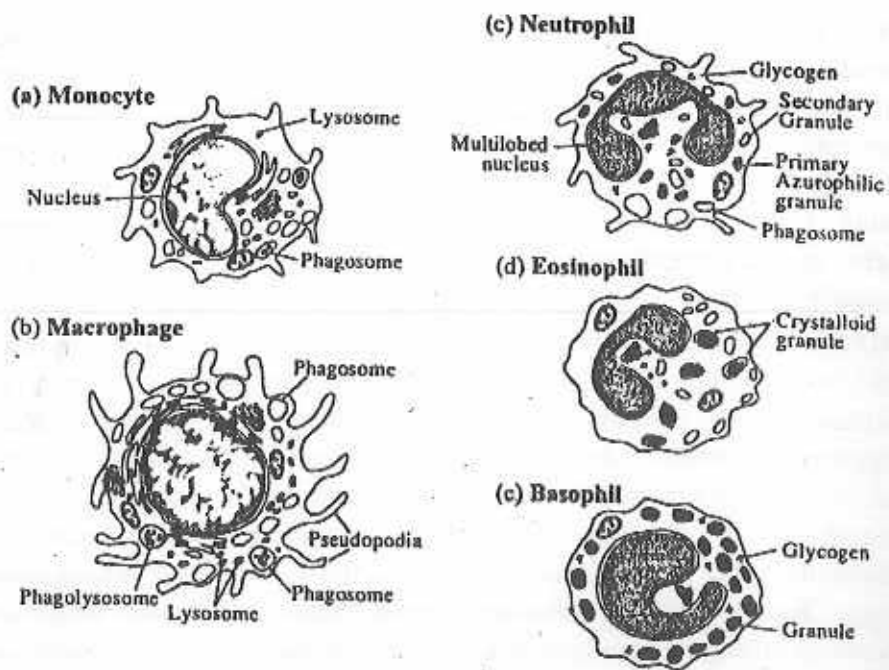 (a) Monocyte
Lysosome
Nucleus
Phagosome
(b) Macrophage
Phagosome
Pseudopodia
Phagolysosome
Phagosome
Lysosome
(c) Neutrophil
Glycogen
Secondary
Granule
Multilobed
nucleus
Primary
Azurophilic
granule
Phagosome
(d) Eosinophil
Crystalloid
granule
(c) Basophil
Glycogen
Granule